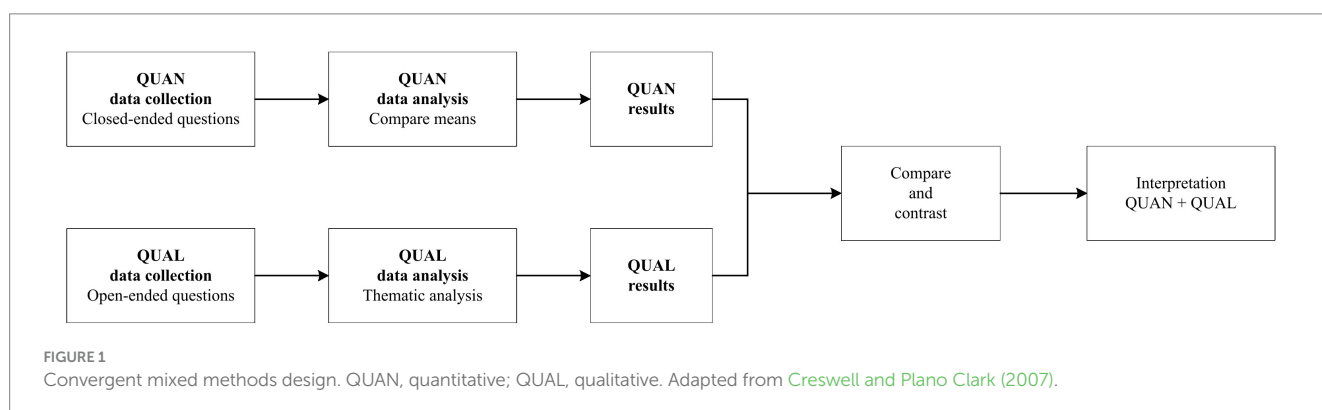 QUAN
data collection
Closed-ended questions
QUAN
data analysis
Compare means
QUAN
results
QUAL
data collection
Open-ended questions
QUAL
data analysis
Thematic analysis
QUAL
results
Compare
and
contrast
Interpretation
QUAN + QUAL
FIGURE 1
Convergent mixed methods design. QUAN, quantitative; QUAL, qualitative. Adapted from Creswell and Plano Clark (2007).